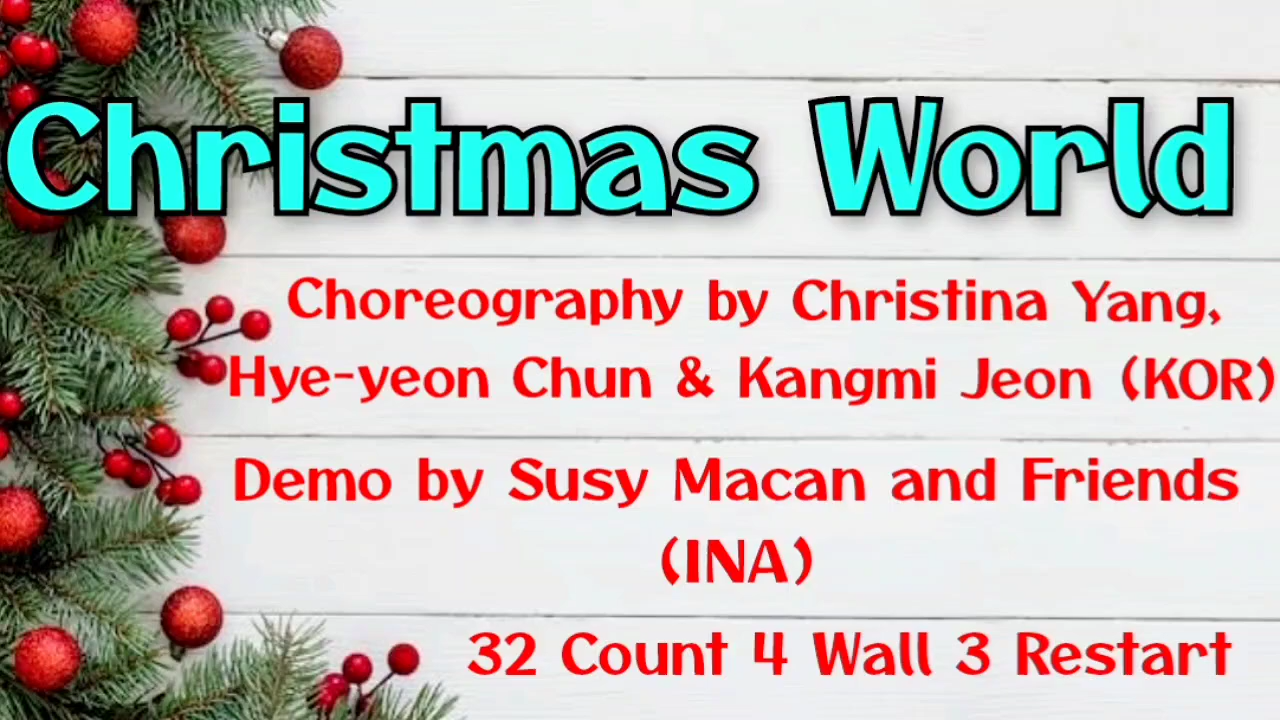 Christmas World
Choreography by Christina Yang,
Hye-yeon Chun & Kangmi Jeon (KOR)
Demo by Susy Macan and Friends
(INA)
32 Count 4 Wall 3 Restart